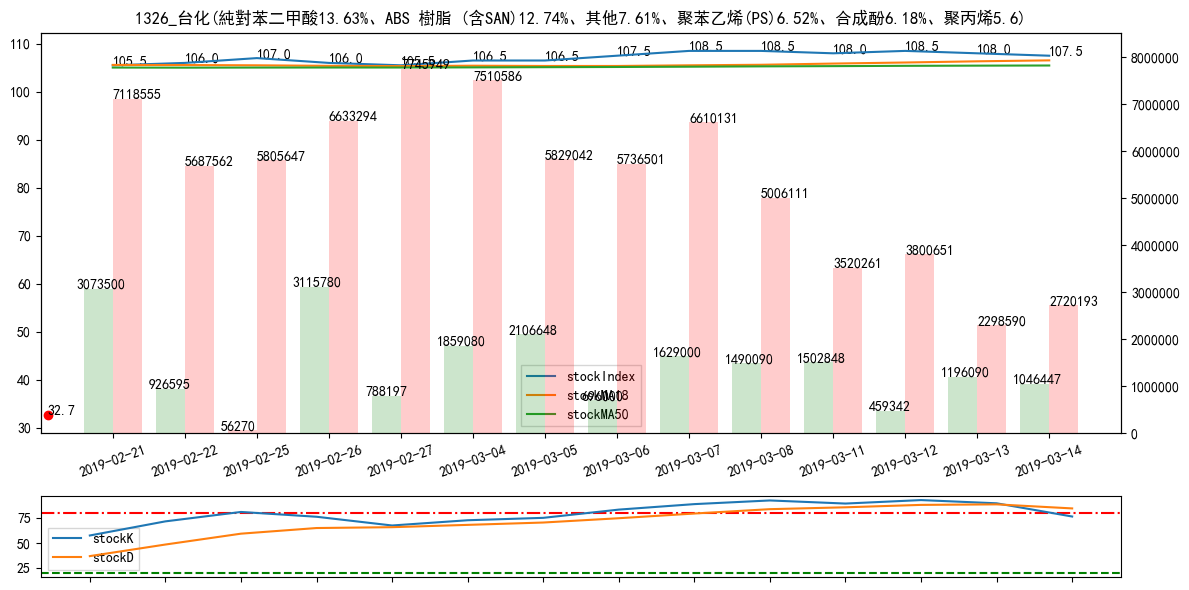 1326_台化(純對苯二甲酸13.63%、ABS 樹脂 (含SAN)12.74%、其他7.61%、聚苯乙烯(PS)6.52%、合成酚6.18%、聚丙烯5.6)
110
100
90
80
70
60
50
40
30
8000000
7000000
6000000
5000000
4000000
3000000
2000000
1000000
0
105.5 106.0 107.0 106.0 105.5 106.5 106.5 107.5 108.5 108.5 108.0 108.5 108.0 107.5
7118555 5687562 5805647 6633294 7745949 7510586 5829042 5736501 6610131 5006111 3520261 3800651 2298590 2720193
3073500 926595 56270 3115780 788197 1859080 2106648 696000 1629000 1490090 1502848 459342 1196090 1046447
32.7
stockIndex
stockMA18
stockMA50
2019-02-21 2019-02-22 2019-02-25 2019-02-26 2019-02-27 2019-03-04 2019-03-05 2019-03-06 2019-03-07 2019-03-08 2019-03-11 2019-03-12 2019-03-13 2019-03-14
75
50
25
stockK
stockD